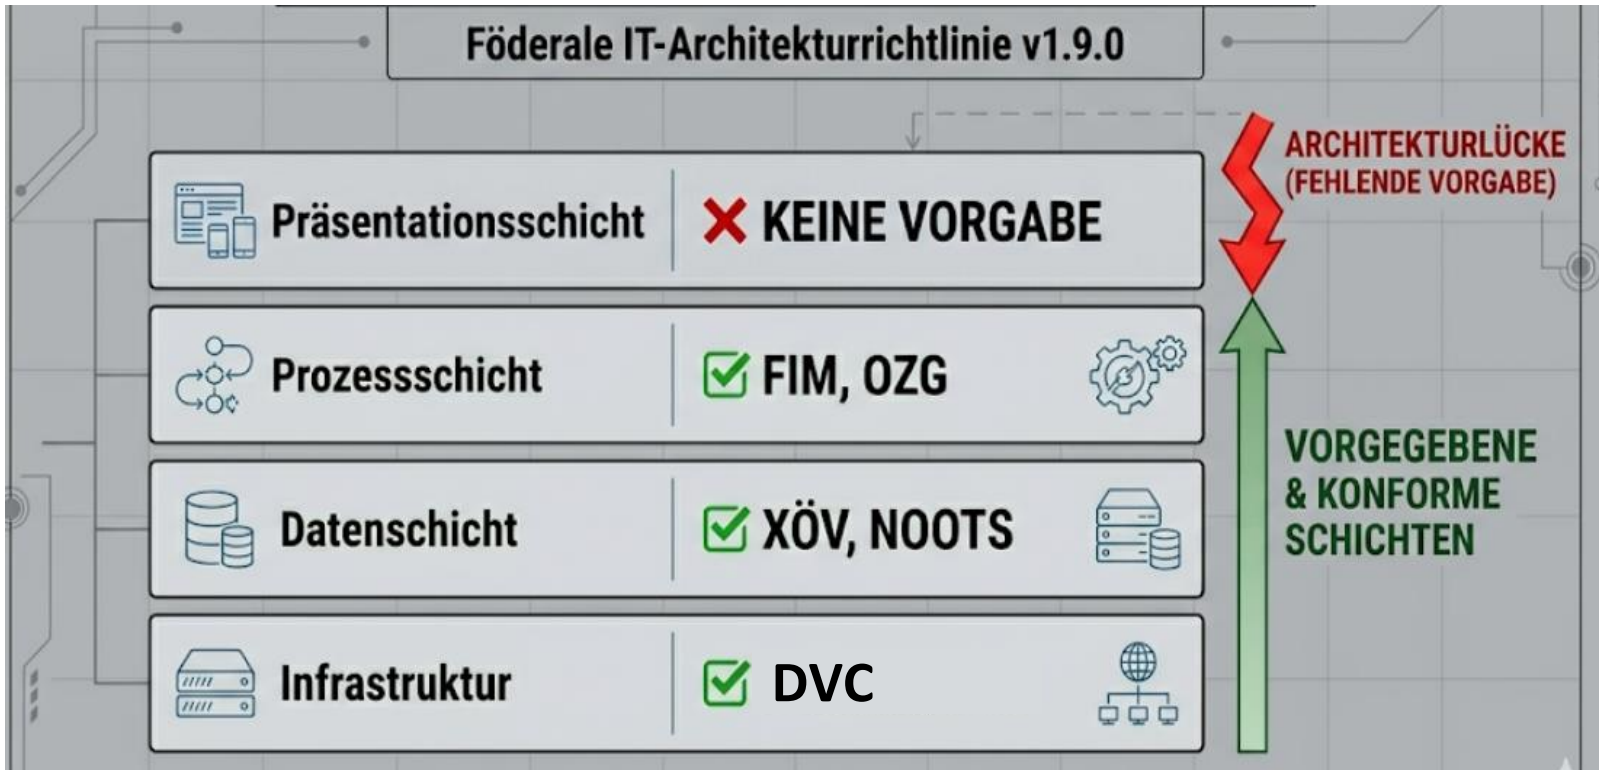 Föderale IT-Architekturrichtlinie v1.9.0
ARCHITEKTURLÜCKE
(FEHLENDE VORGABE)
Präsentationsschicht
KEINE VORGABE
Prozessschicht
FIM, OZG
VORGEGEBENE
& KONFORME
SCHICHTEN
Datenschicht
XÖV, NOOTS
Infrastruktur
DVC